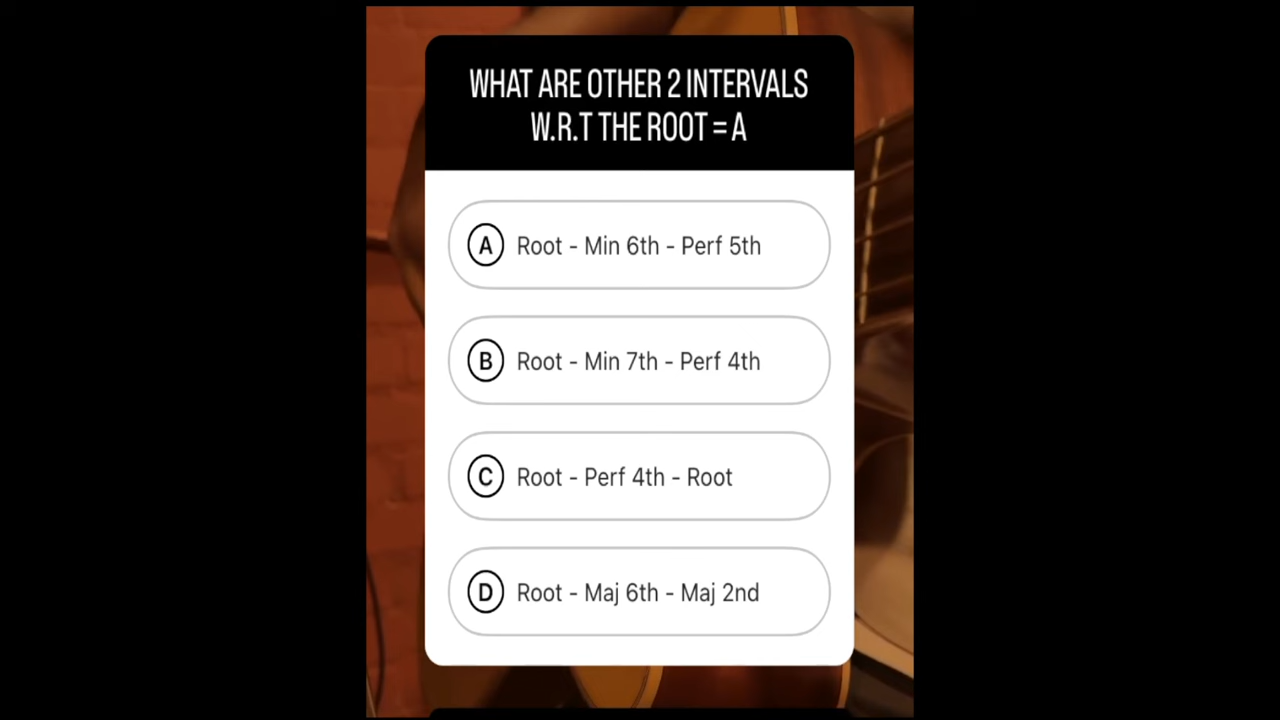 WHAT ARE OTHER 2 INTERVALS
W.R.T THE ROOT = A
A Root - Min 6th - Perf 5th
B Root - Min 7th - Perf 4th
C Root - Perf 4th - Root
D Root - Maj 6th - Maj 2nd